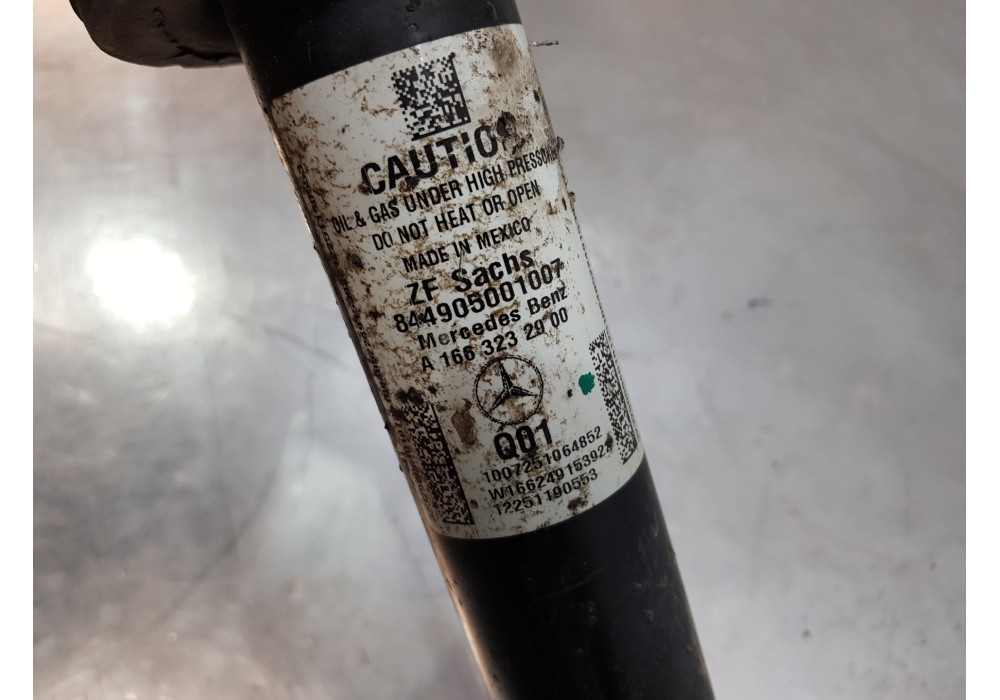 CAUTION
OIL & GAS UNDER HIGH PRESSURE
DO NOT HEAT OR OPEN
MADE IN MEXICO
ZF Sachs
844905001007
Mercedes Benz
A 166 323 29 00
Q01
1007251064852
W166249153922
12251190553